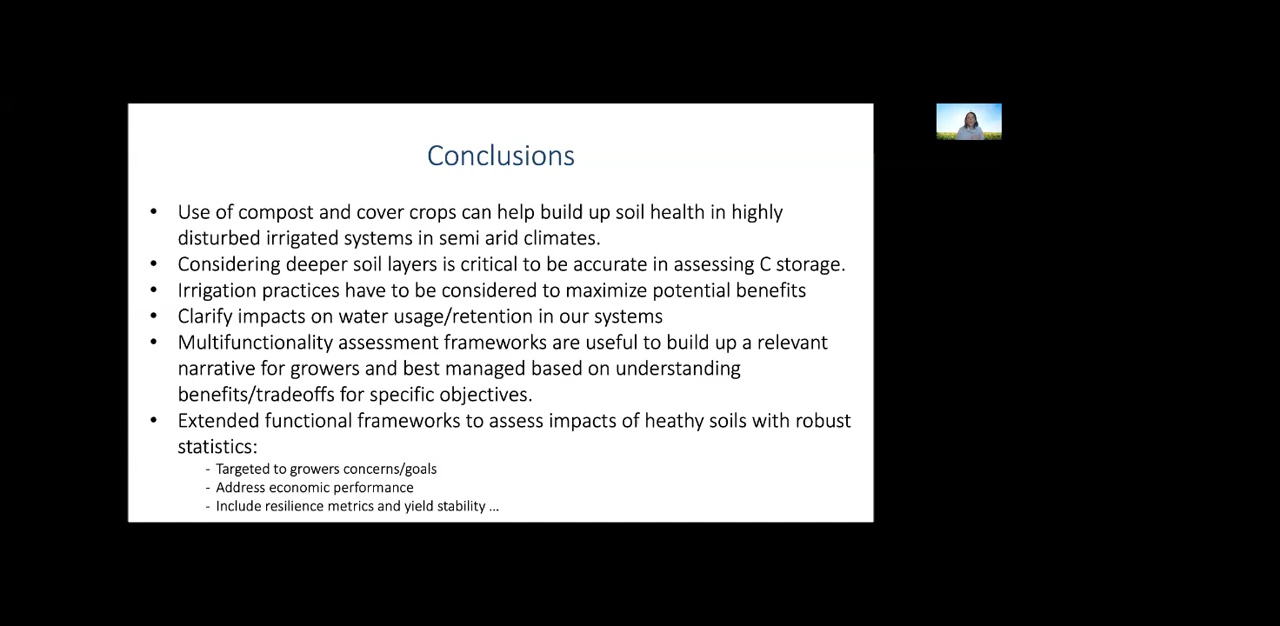 Conclusions
• Use of compost and cover crops can help build up soil health in highly
disturbed irrigated systems in semi arid climates.
• Considering deeper soil layers is critical to be accurate in assessing C storage.
• Irrigation practices have to be considered to maximize potential benefits
• Clarify impacts on water usage/retention in our systems
• Multifunctionality assessment frameworks are useful to build up a relevant
narrative for growers and best managed based on understanding
benefits/tradeoffs for specific objectives.
• Extended functional frameworks to assess impacts of heathy soils with robust
statistics:
- Targeted to growers concerns/goals
- Address economic performance
- Include resilience metrics and yield stability ...